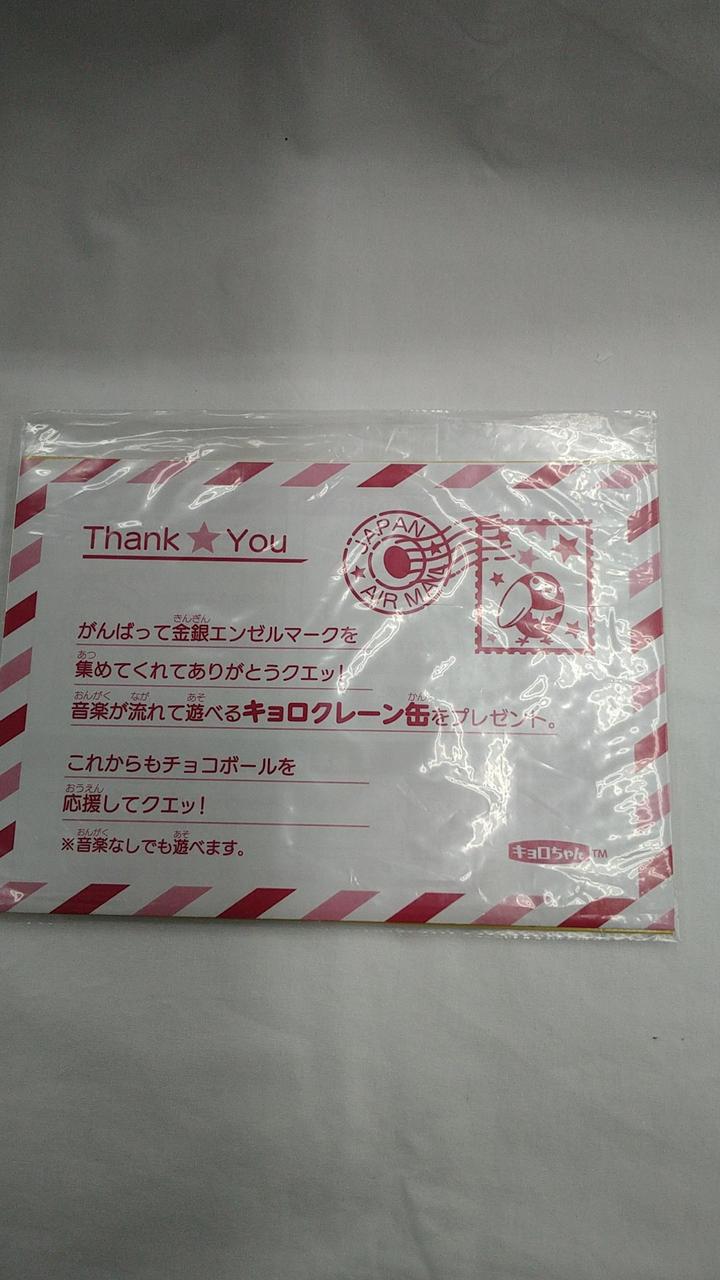 Thank★You
JAPAN
AIR MAIL
がんばって金銀エンゼルマークを
集めてくれてありがとうクエッ!
音楽が流れて遊べるキョロクレーン缶をプレゼント。
これからもチョコボールを
応援してクエッ!
※音楽なしでも遊べます。
キョロちゃん™